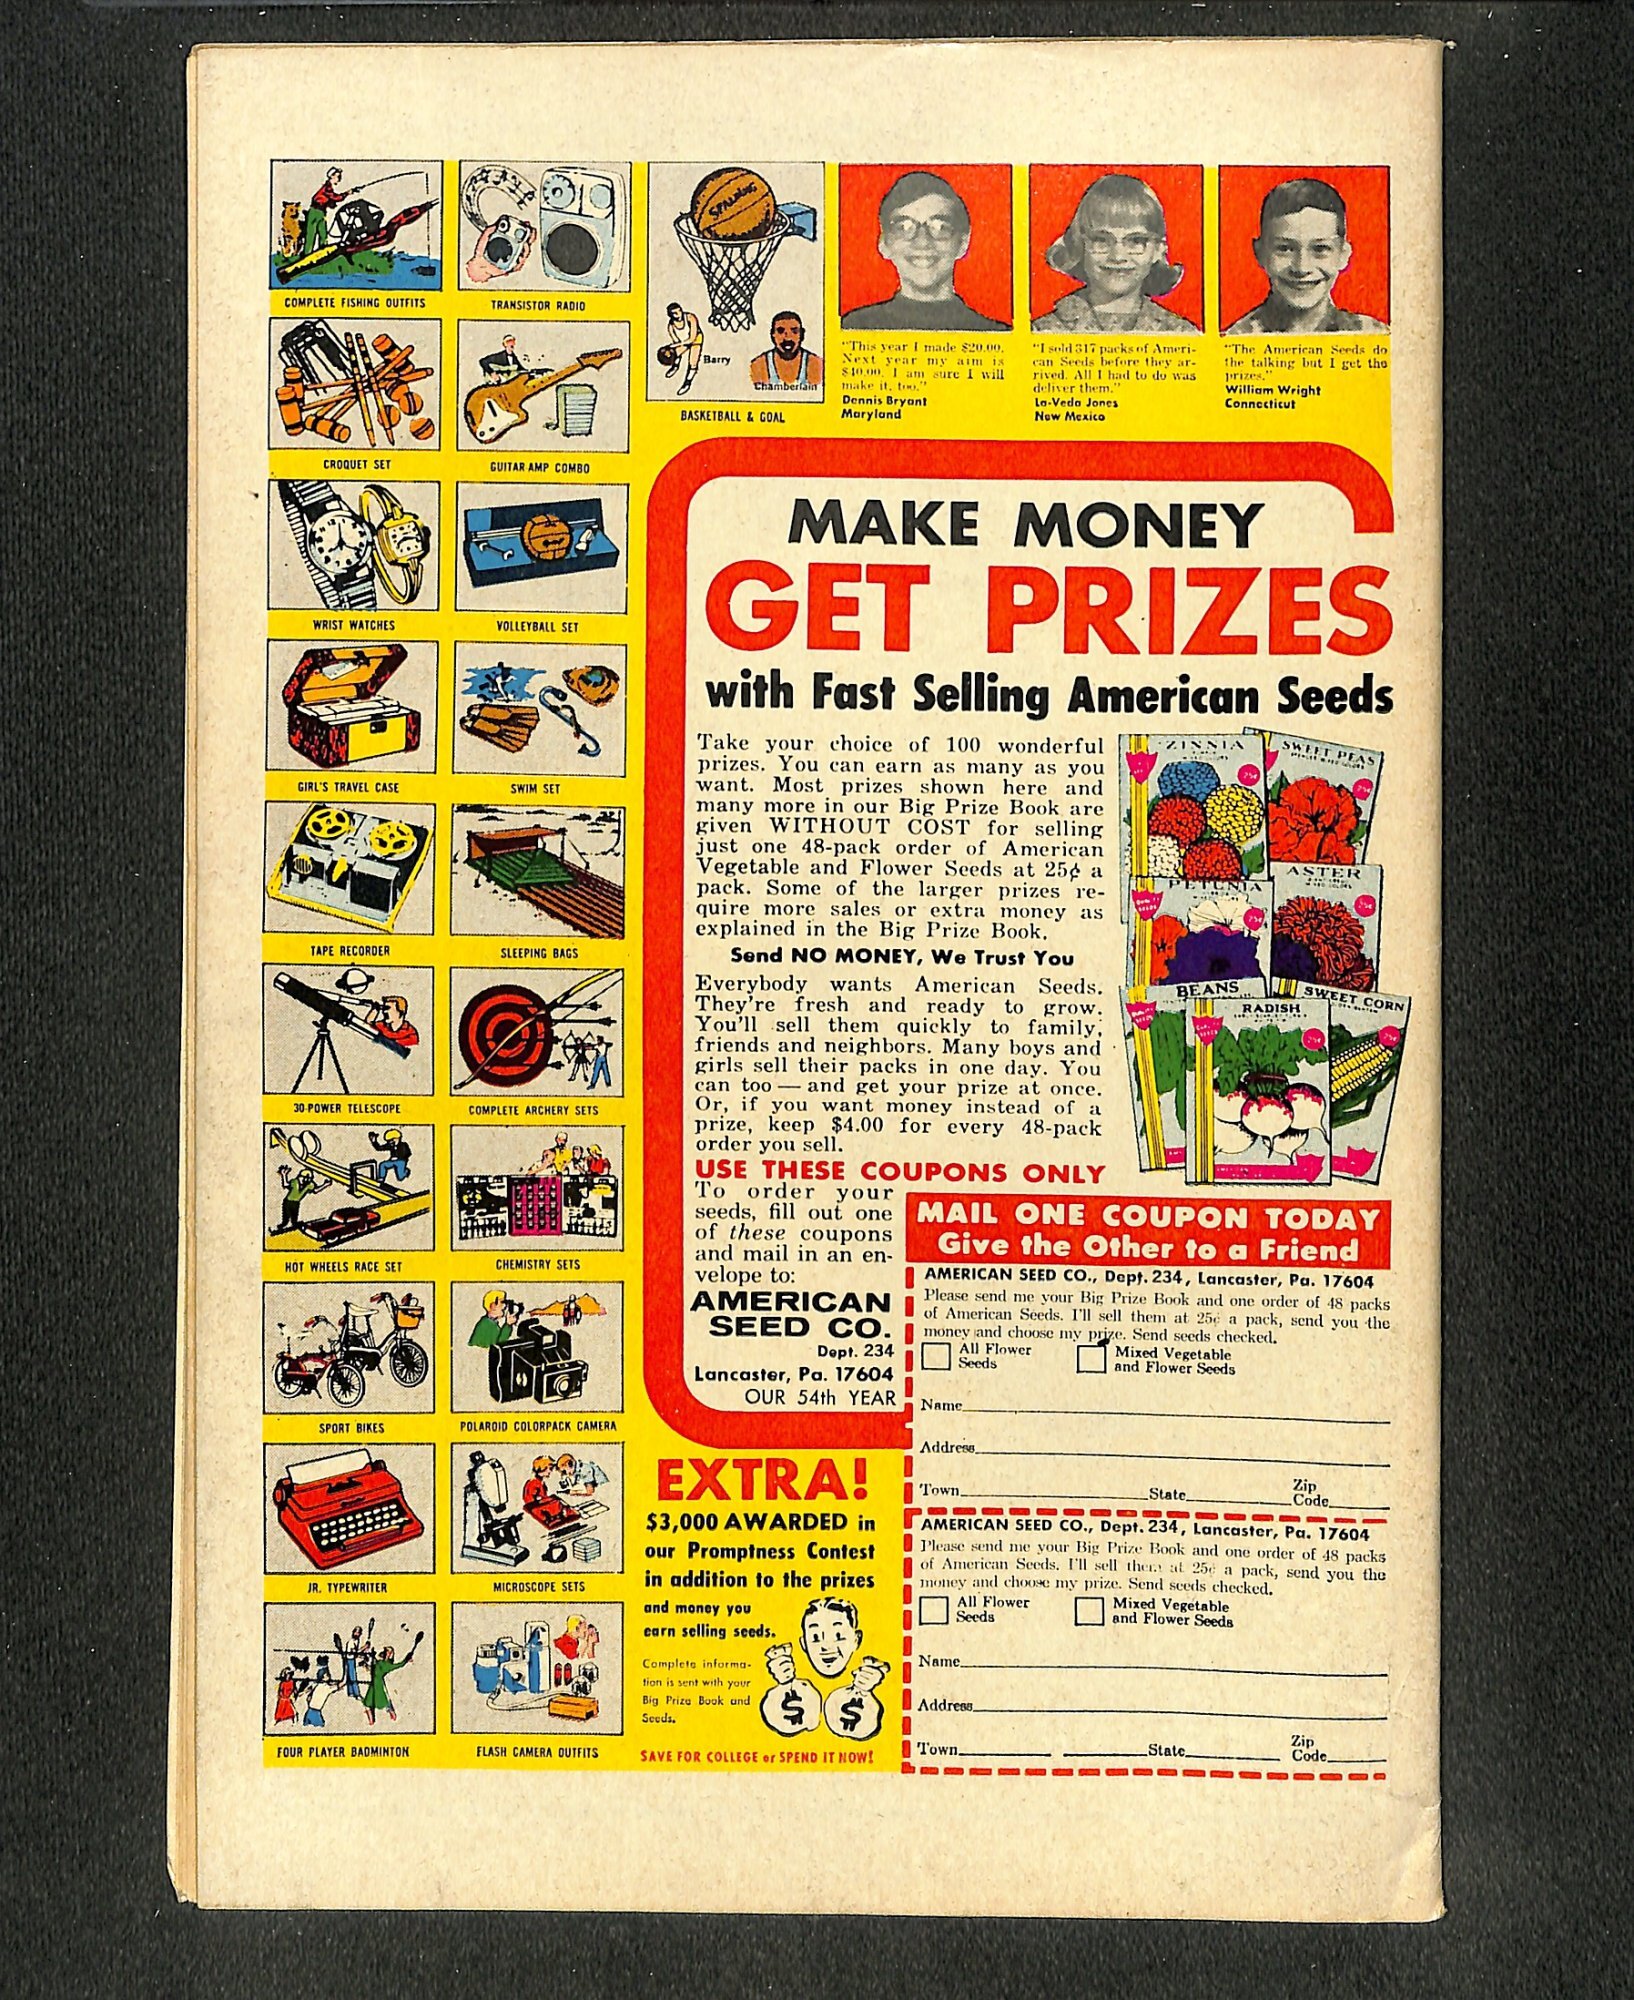 COMPLETE FISHING OUTFITS
TRANSISTOR RADIO
SPALDING
Barry
Chamberlain
BASKETBALL & GOAL
CROQUET SET
GUITAR-AMP COMBO
WRIST WATCHES
VOLLEYBALL SET
GIRL'S TRAVEL CASE
SWIM SET
TAPE RECORDER
SLEEPING BAGS
30-POWER TELESCOPE
COMPLETE ARCHERY SETS
HOT WHEELS RACE SET
CHEMISTRY SETS
SPORT BIKES
POLAROID COLORPACK CAMERA
JR. TYPEWRITER
MICROSCOPE SETS
FOUR PLAYER BADMINTON
FLASH CAMERA OUTFITS
"This year I made $20.00.
Next year my aim is
$40.00. I am sure I will
make it, too."
Dennis Bryant
Maryland
"I sold 317 packs of Ameri-
can Seeds before they ar-
rived. All I had to do was
deliver them."
La-Veda Jones
New Mexico
"The American Seeds do
the talking but I get the
prizes."
William Wright
Connecticut
MAKE MONEY
GET PRIZES
with Fast Selling American Seeds
Take your choice of 100 wonderful
prizes. You can earn as many as you
want. Most prizes shown here and
many more in our Big Prize Book are
given WITHOUT COST for selling
just one 48-pack order of American
Vegetable and Flower Seeds at 25¢ a
pack. Some of the larger prizes re-
quire more sales or extra money as
explained in the Big Prize Book.
Send NO MONEY, We Trust You
Everybody wants American Seeds.
They're fresh and ready to grow.
You'll sell them quickly to family,
friends and neighbors. Many boys and
girls sell their packs in one day. You
can too — and get your prize at once.
Or, if you want money instead of a
prize, keep $4.00 for every 48-pack
order you sell.
ZINNIA
25¢
SWEET PEAS
25¢
PETUNIA
25¢
ASTER
25¢
BEANS
SWEET CORN
25¢
RADISH
25¢
USE THESE COUPONS ONLY
To order your
seeds, fill out one
of these coupons
and mail in an en-
velope to:
AMERICAN
SEED CO.
Dept. 234
Lancaster, Pa. 17604
OUR 54th YEAR
EXTRA!
$3,000 AWARDED in
our Promptness Contest
in addition to the prizes
and money you
earn selling seeds.
Complete informa-
tion is sent with your
Big Prize Book and
Seeds.
$ $
SAVE FOR COLLEGE or SPEND IT NOW!
MAIL ONE COUPON TODAY
Give the Other to a Friend
AMERICAN SEED CO., Dept. 234, Lancaster, Pa. 17604
Please send me your Big Prize Book and one order of 48 packs
of American Seeds. I'll sell them at 25¢ a pack, send you the
money and choose my prize. Send seeds checked.
All Flower
Seeds
Mixed Vegetable
and Flower Seeds
Name
Address
Town State Zip
Code
AMERICAN SEED CO., Dept. 234, Lancaster, Pa. 17604
Please send me your Big Prize Book and one order of 48 packs
of American Seeds. I'll sell them at 25¢ a pack, send you the
money and choose my prize. Send seeds checked.
All Flower
Seeds
Mixed Vegetable
and Flower Seeds
Name
Address
Town State Zip
Code